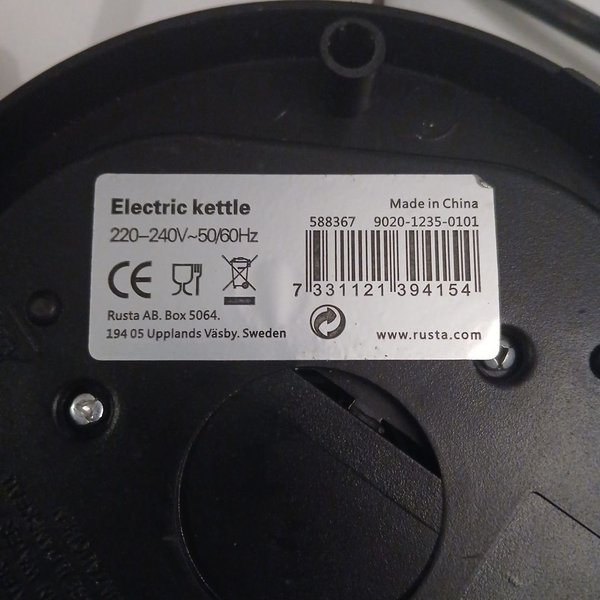 Electric kettle
Made in China
220-240V~50/60Hz
588367 9020-1235-0101
CE
7 331121 394154
Rusta AB. Box 5064.
194 05 Upplands Väsby. Sweden
www.rusta.com